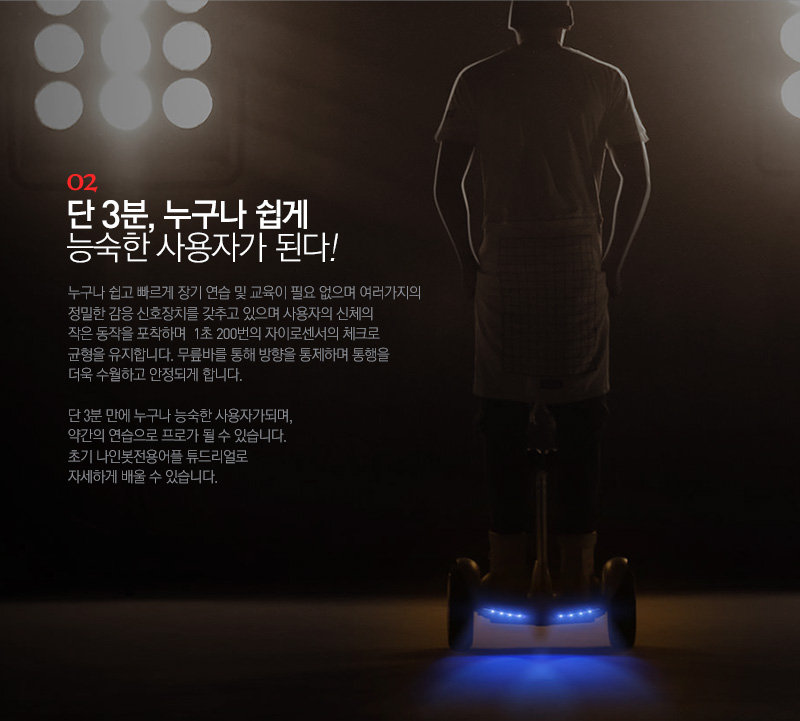 02
단 3분, 누구나 쉽게
능숙한 사용자가 된다!
누구나 쉽고 빠르게 장기 연습 및 교육이 필요 없으며 여러가지의
정밀한 감응 신호장치를 갖추고 있으며 사용자의 신체의
작은 동작을 포착하며 1초 200번의 자이로센서의 체크로
균형을 유지합니다. 무릎바를 통해 방향을 통제하며 통행을
더욱 수월하고 안정되게 합니다.
단 3분 만에 누구나 능숙한 사용자가되며,
약간의 연습으로 프로가 될 수 있습니다.
초기 나인봇전용어플 튜드리얼로
자세하게 배울 수 있습니다.